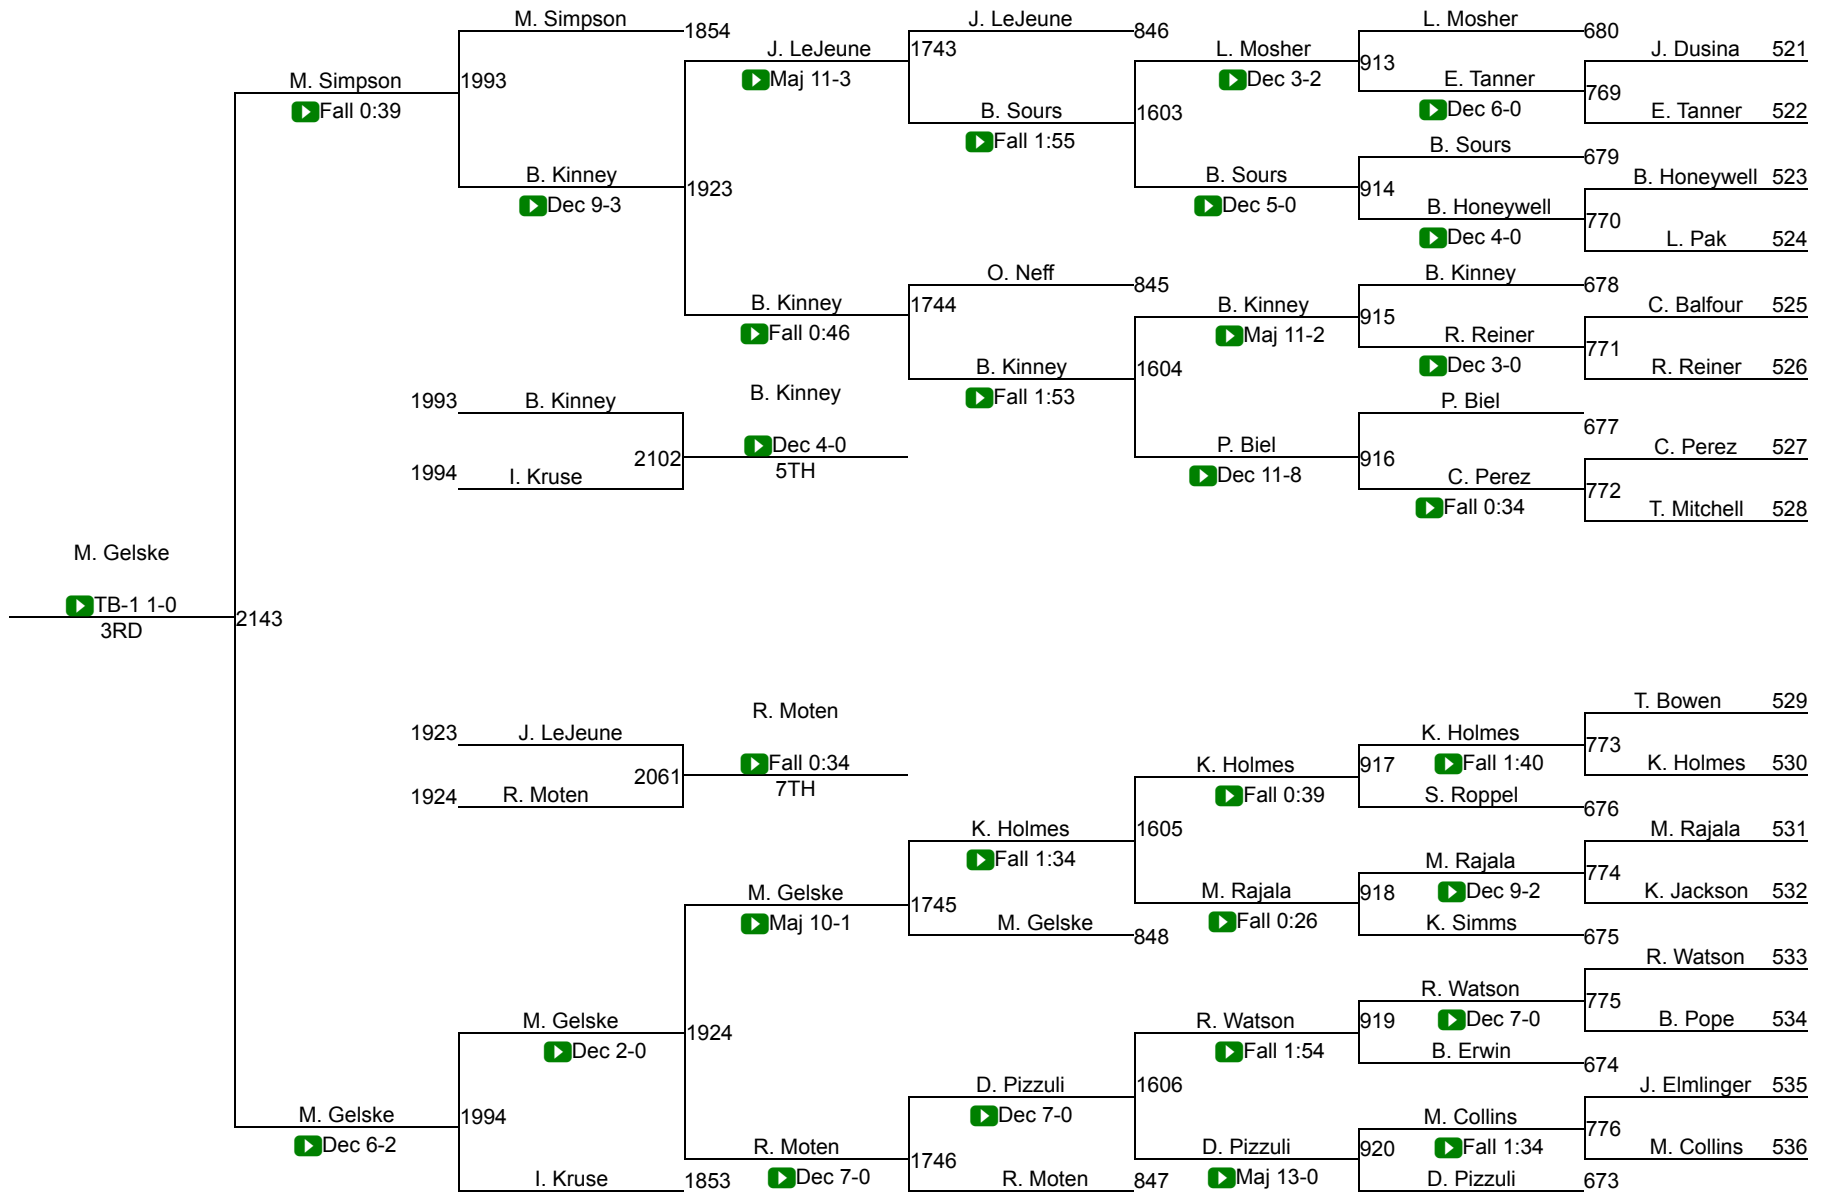 M. Simpson
1854
J. LeJeune
846
L. Mosher
680
J. Dusina 521
J. LeJeune
1743
L. Mosher
913
M. Simpson
1993
Maj 11-3
Dec 3-2
E. Tanner
769
Fall 0:39
B. Sours
1603
Dec 6-0
E. Tanner 522
Fall 1:55
B. Sours
679
B. Kinney
1923
B. Sours
914
B. Honeywell 523
Dec 9-3
Dec 5-0
B. Honeywell
770
Dec 4-0
L. Pak 524
O. Neff
845
B. Kinney
678
B. Kinney
1744
B. Kinney
915
C. Balfour 525
Fall 0:46
Maj 11-2
R. Reiner
771
B. Kinney
1604
Dec 3-0
R. Reiner 526
1993 B. Kinney
B. Kinney
Fall 1:53
P. Biel
677
1994 I. Kruse
2102
Dec 4-0
5TH
P. Biel
916
C. Perez 527
Dec 11-8
C. Perez
772
Fall 0:34
T. Mitchell 528
M. Gelske
TB-1 1-0
3RD
2143
T. Bowen 529
R. Moten
1923 J. LeJeune
K. Holmes
773
2061
Fall 0:34
7TH
K. Holmes
917
Fall 1:40
K. Holmes 530
1924 R. Moten
Fall 0:39
S. Roppel
676
K. Holmes
1605
M. Rajala 531
Fall 1:34
M. Rajala
774
M. Gelske
1745
M. Rajala
918
Dec 9-2
K. Jackson 532
Maj 10-1
M. Gelske
848
Fall 0:26
K. Simms
675
R. Watson 533
R. Watson
775
M. Gelske
1924
R. Watson
919
Dec 7-0
B. Pope 534
Dec 2-0
Fall 1:54
B. Erwin
674
D. Pizzuli
1606
J. Elmlinger 535
M. Gelske
1994
Dec 7-0
M. Collins
776
Dec 6-2
R. Moten
1746
D. Pizzuli
920
Fall 1:34
M. Collins 536
I. Kruse
1853
Dec 7-0
R. Moten
847
Maj 13-0
D. Pizzuli
673